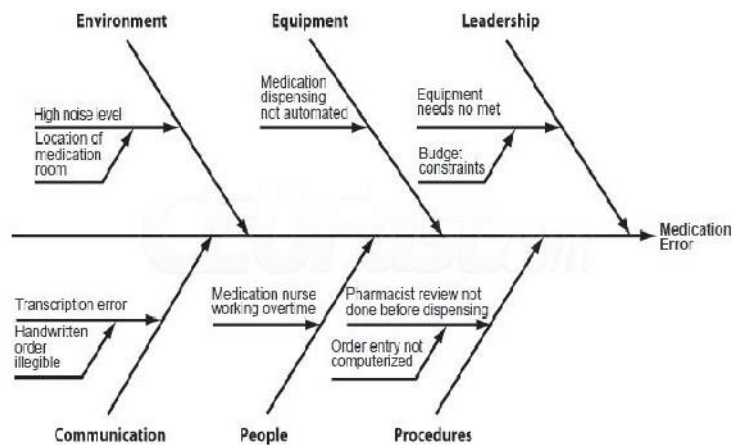 Environment
Equipment
Leadership
High noise level
Location of
medication
room
Medication
dispensing
not automated
Equipment
needs no met
Budget
constraints
Medication
Error
Transcription error
Handwritten
order
illegible
Medication nurse
working overtime
Pharmacist review not
done before dispensing
Order entry not
computerized
Communication
People
Procedures